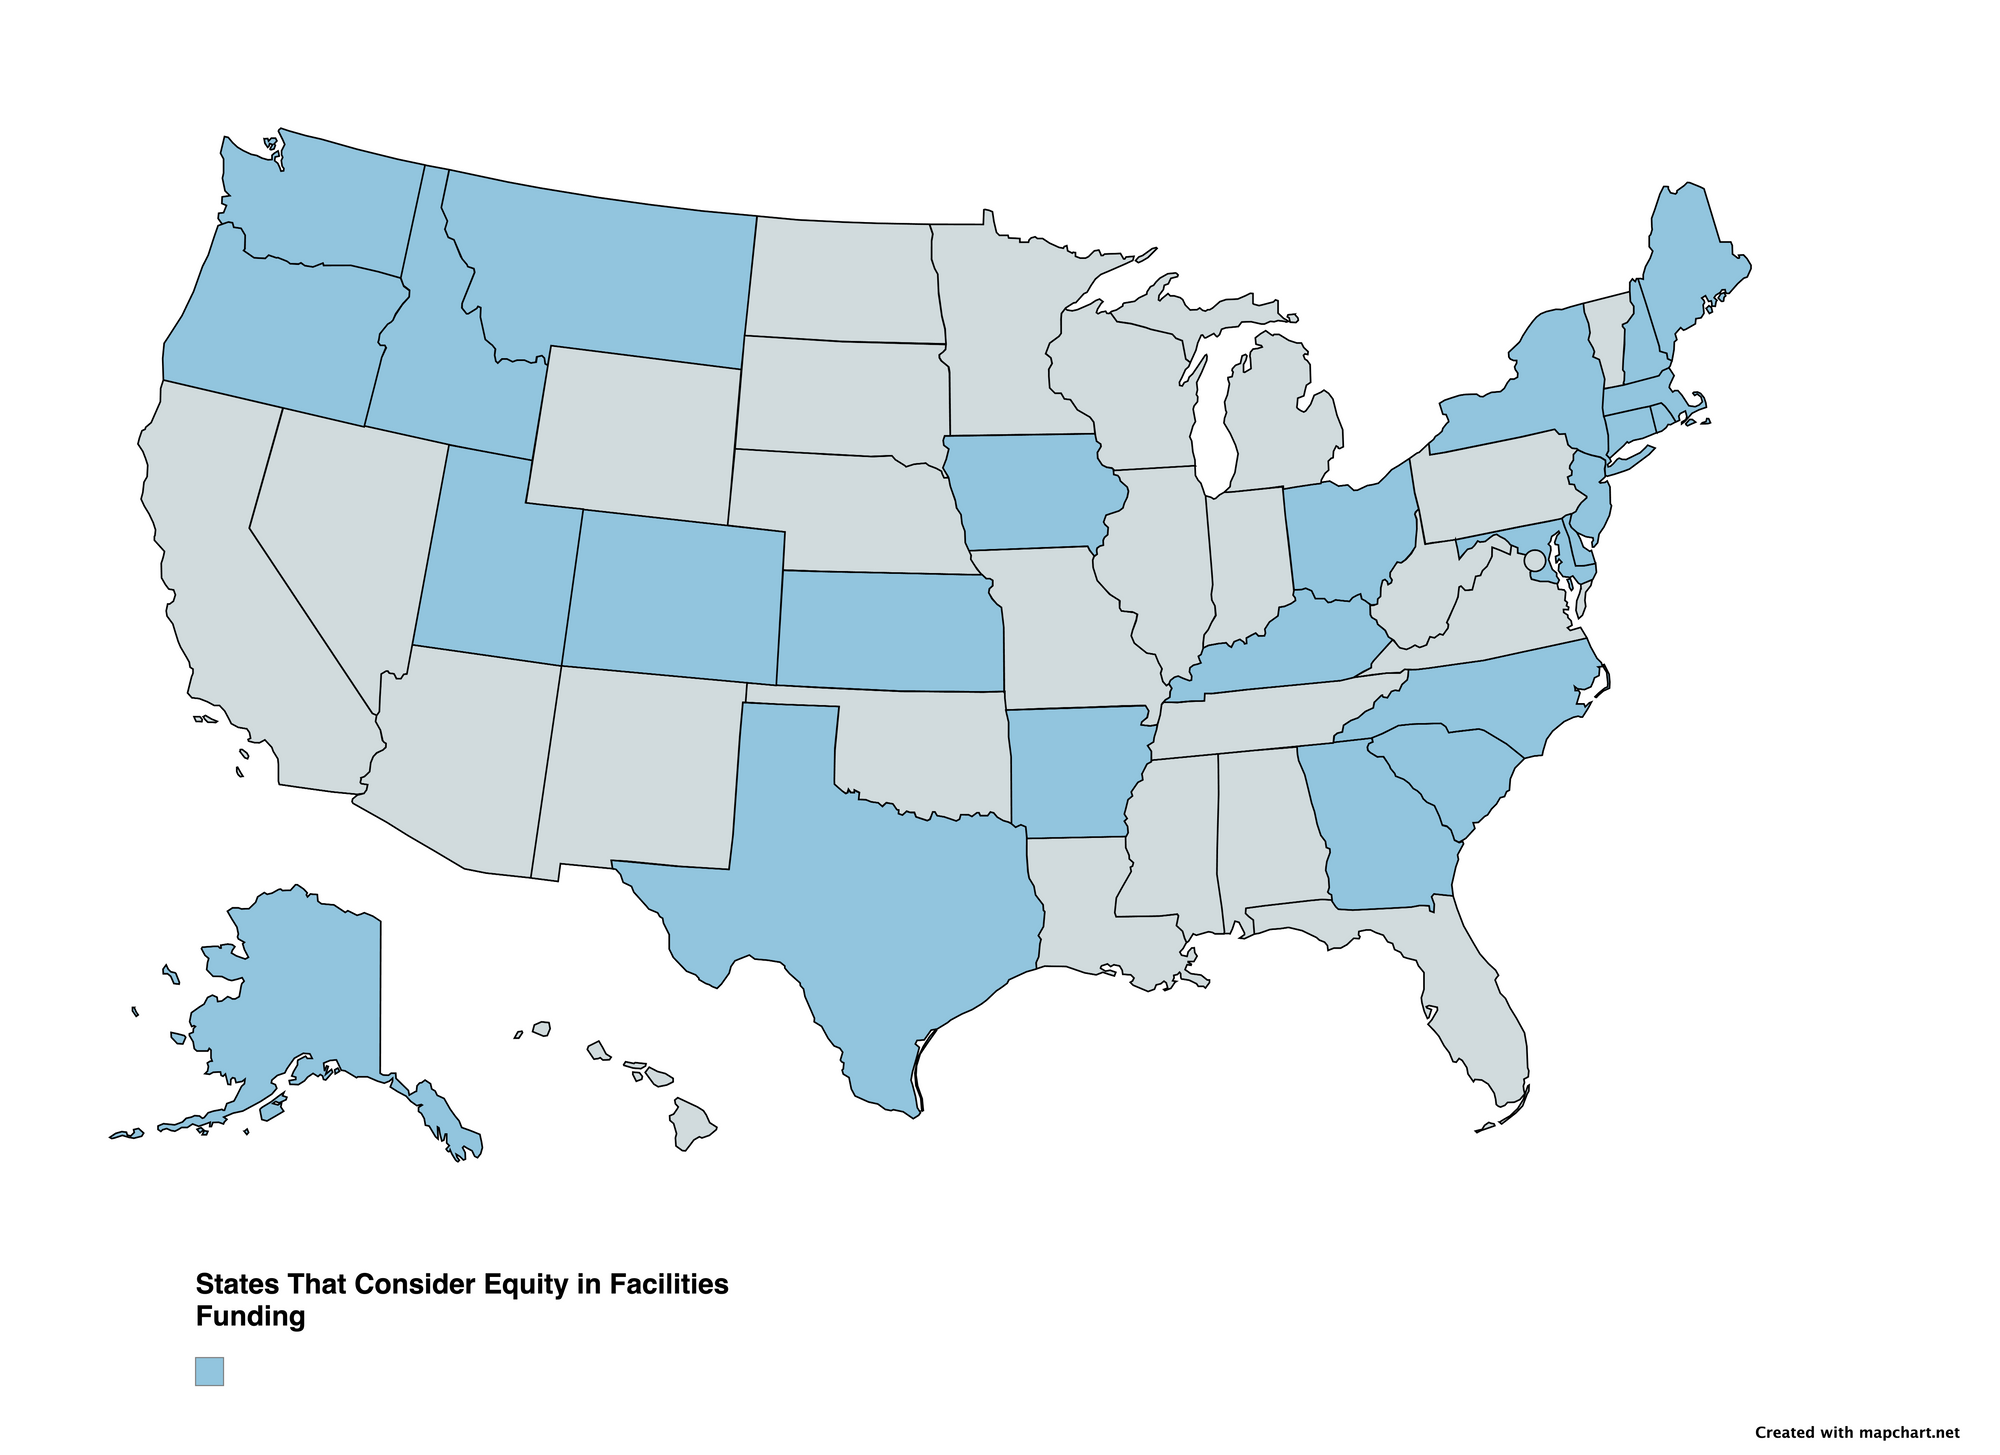 States That Consider Equity in Facilities
Funding
Created with mapchart.net